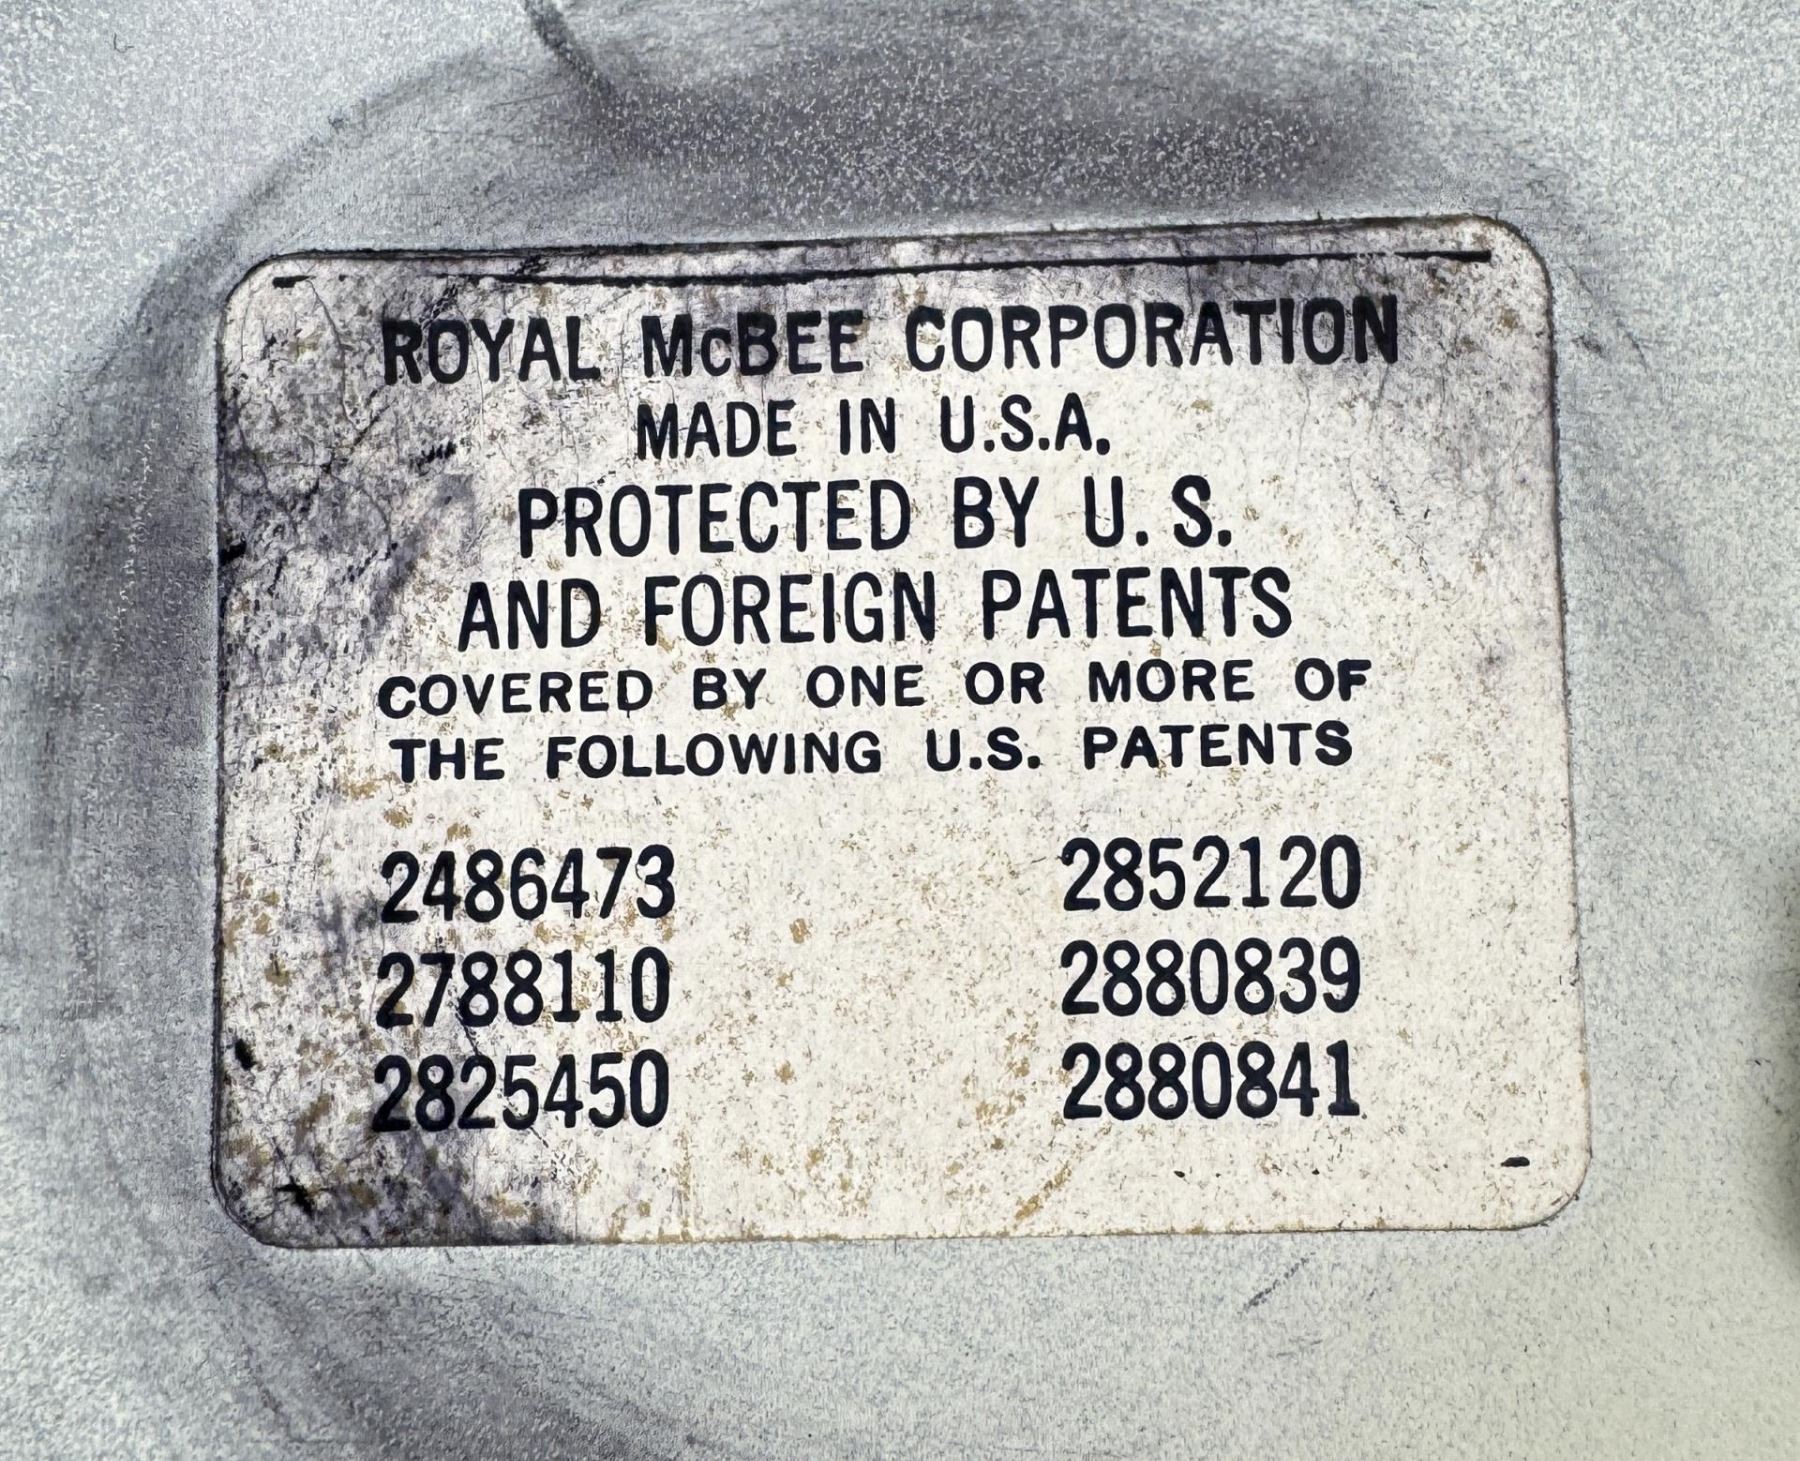 ROYAL McBEE CORPORATION
MADE IN U.S.A.
PROTECTED BY U. S.
AND FOREIGN PATENTS
COVERED BY ONE OR MORE OF
THE FOLLOWING U.S. PATENTS
2486473 2852120
2788110 2880839
2825450 2880841